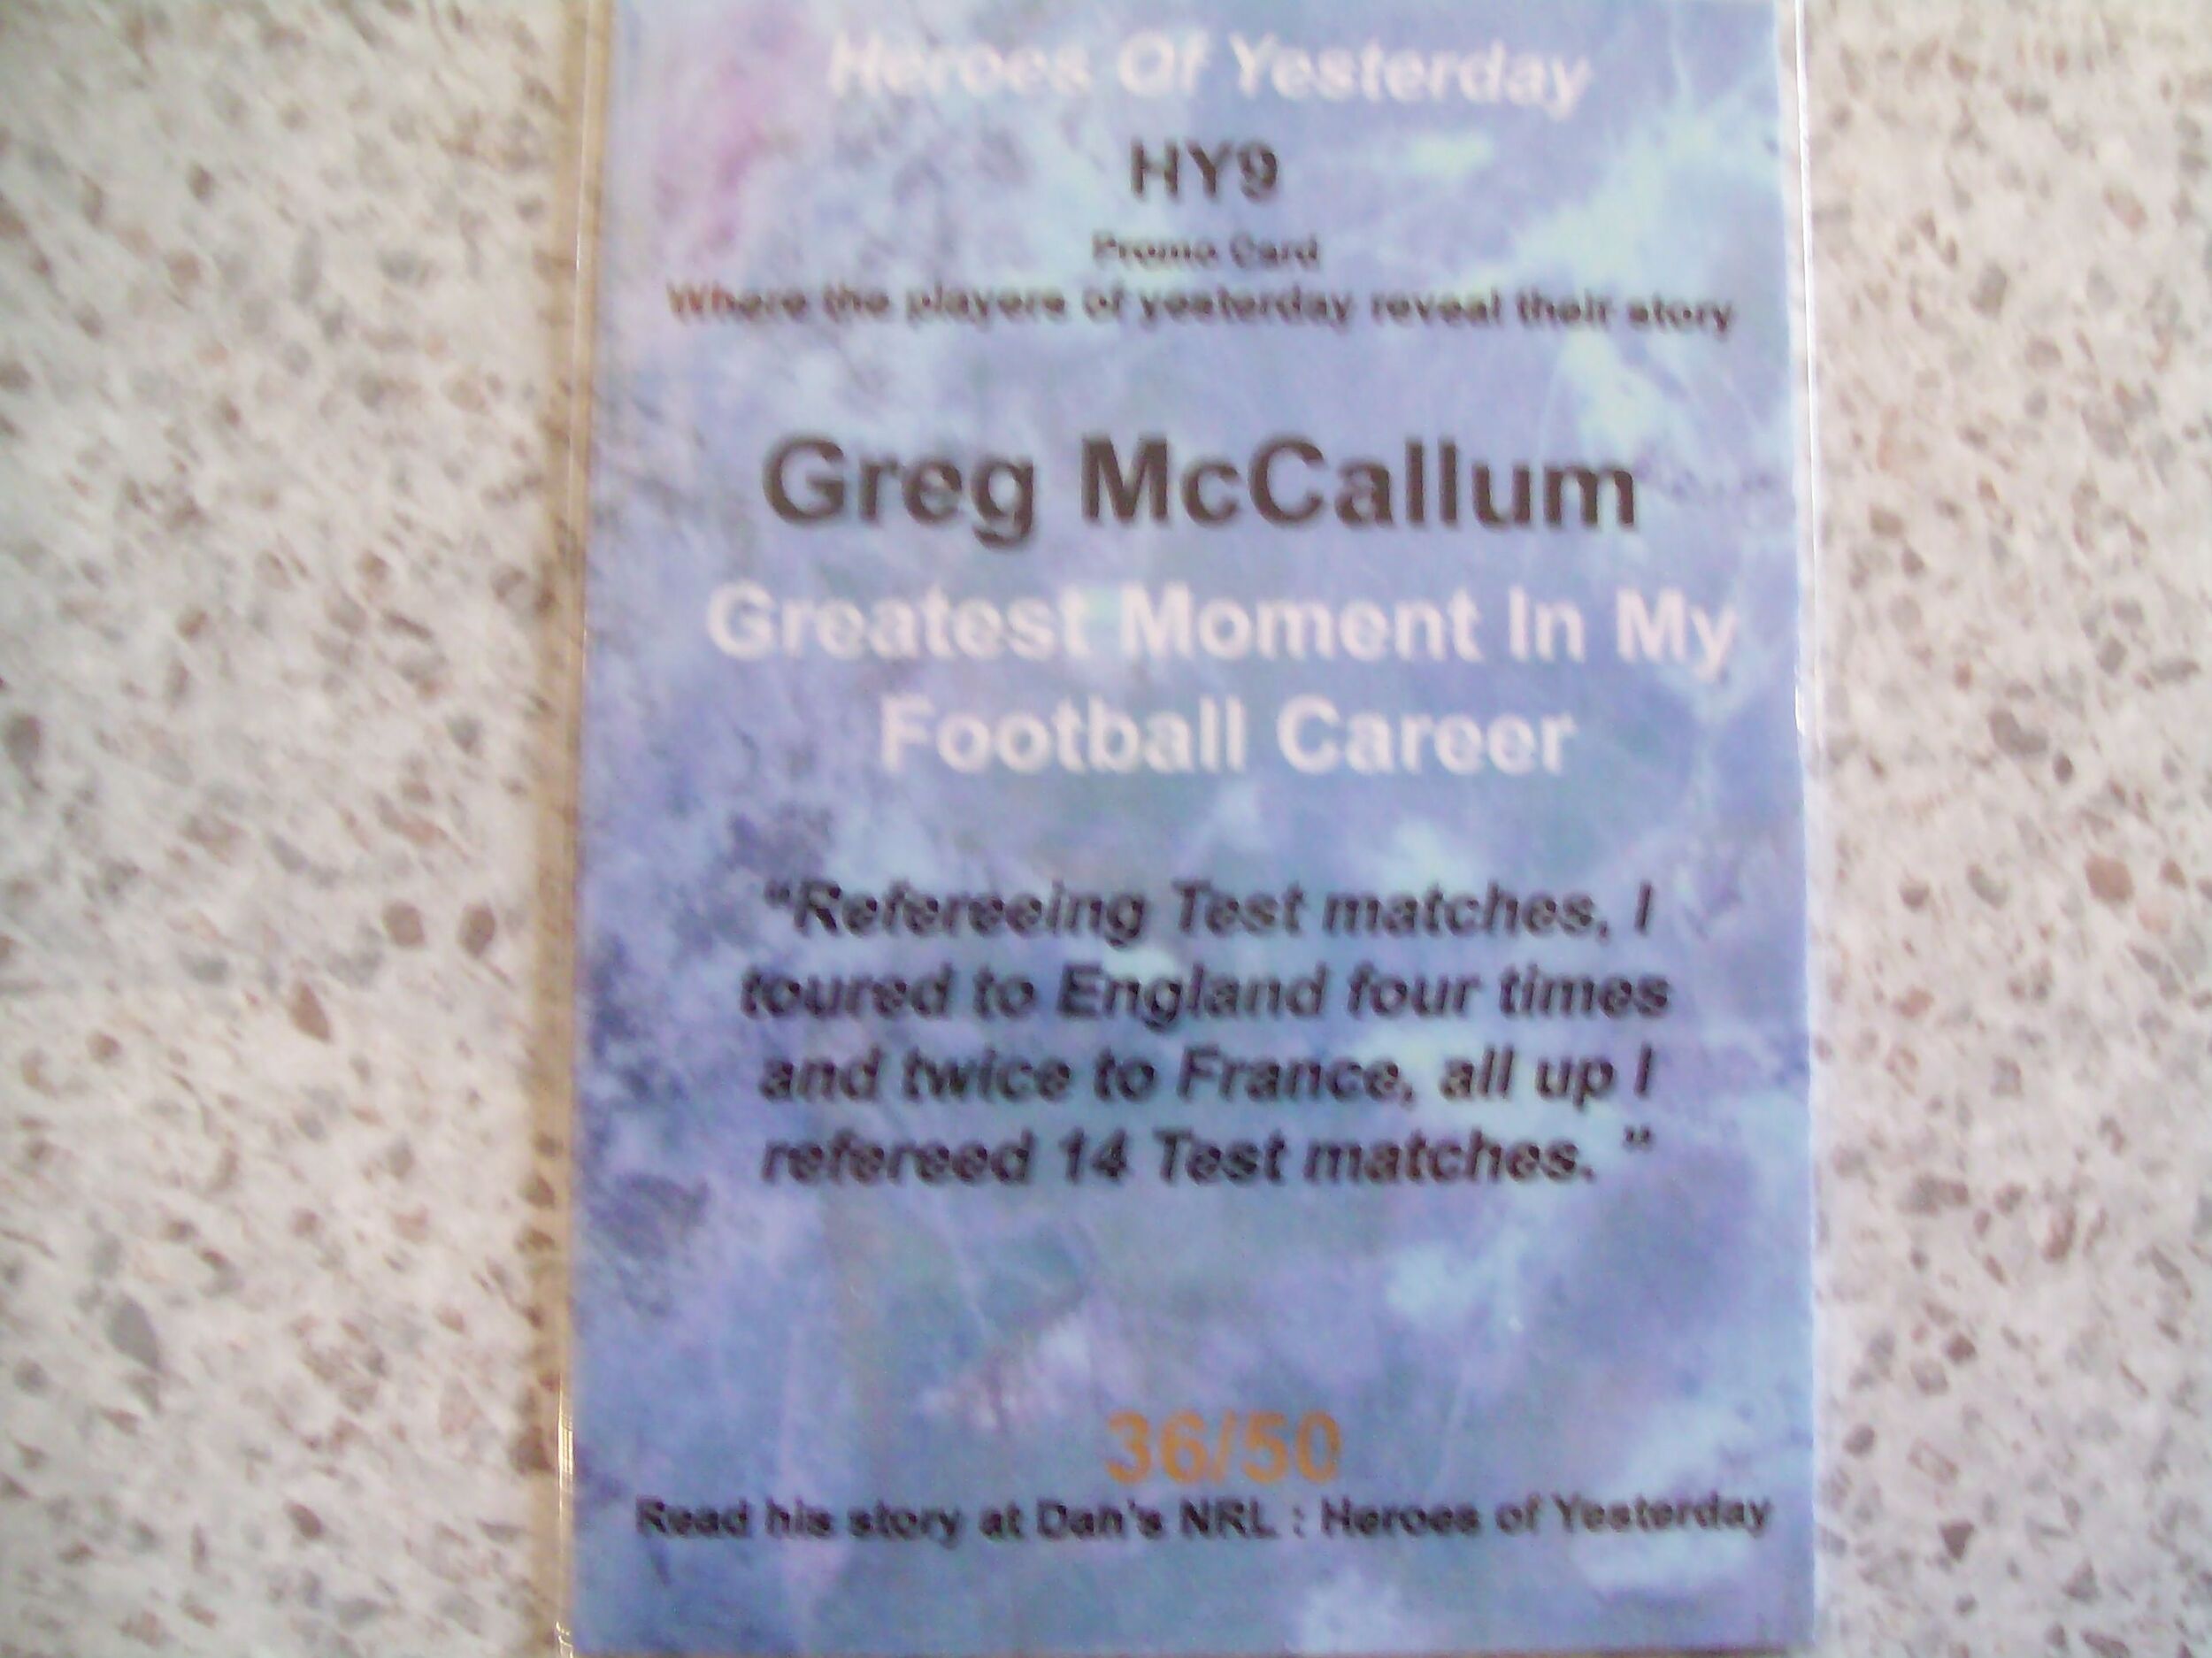 Heroes Of Yesterday
HY9
Promo Card
Where the players of yesterday reveal their story
Greg McCallum
Greatest Moment In My
Football Career
“Refereeing Test matches, I
toured to England four times
and twice to France, all up I
refereed 14 Test matches. ”
36/50
Read his story at Dan's NRL : Heroes of Yesterday